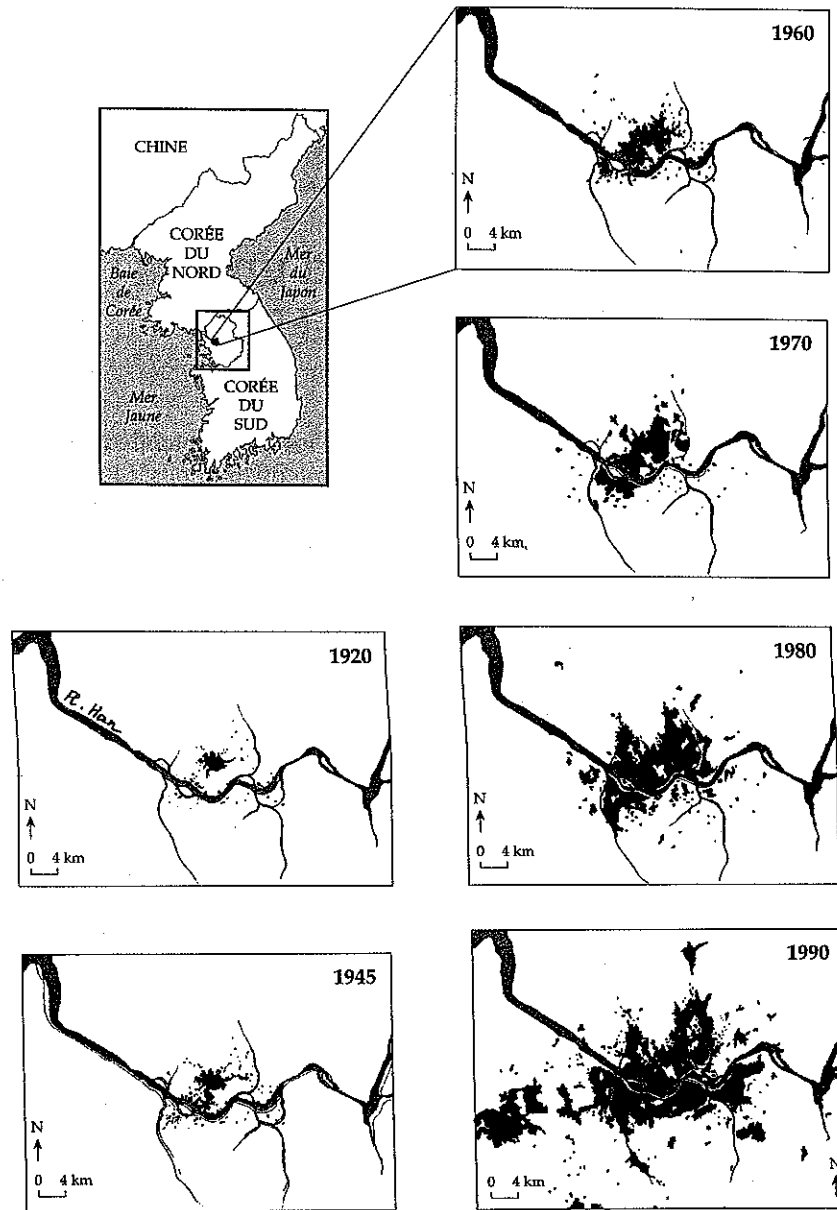 CHINE
CORÉE
DU
NORD
Baie
de
Corée
Mer
du
Japon
Mer
Jaune
CORÉE
DU
SUD
1960
N
0 4 km
1970
N
0 4 km
1920
R. Han
N
0 4 km
1980
N
0 4 km
1945
N
0 4 km
1990
N
0 4 km
N